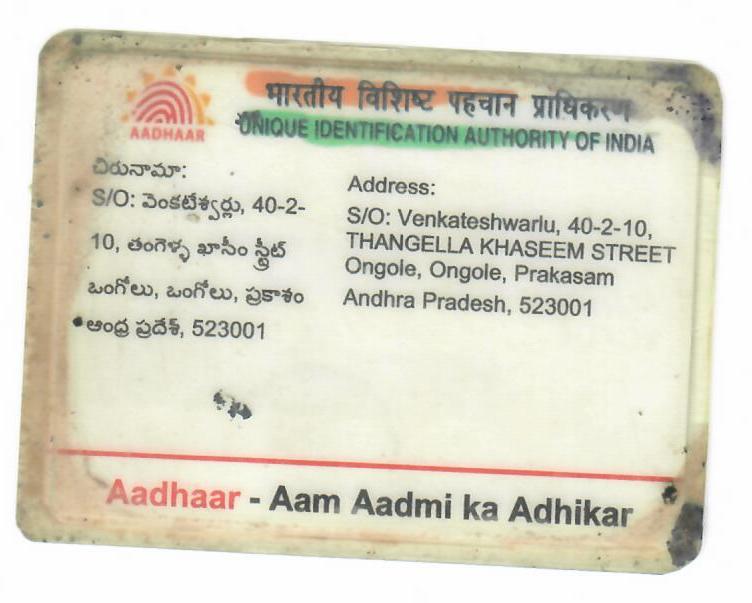 भारतीय विशिष्ट पहचान प्राधिकरण
AADHAAR
UNIQUE IDENTIFICATION AUTHORITY OF INDIA
చిరునామా:
S/O: వెంకటేశ్వర్లు, 40-2-
10, తంగెళ్ళ ఖాసీం స్ట్రీట్
ఒంగోలు, ఒంగోలు, ప్రకాశం
ఆంధ్ర ప్రదేశ్, 523001
Address:
S/O: Venkateshwarlu, 40-2-10,
THANGELLA KHASEEM STREET
Ongole, Ongole, Prakasam
Andhra Pradesh, 523001
Aadhaar - Aam Aadmi ka Adhikar